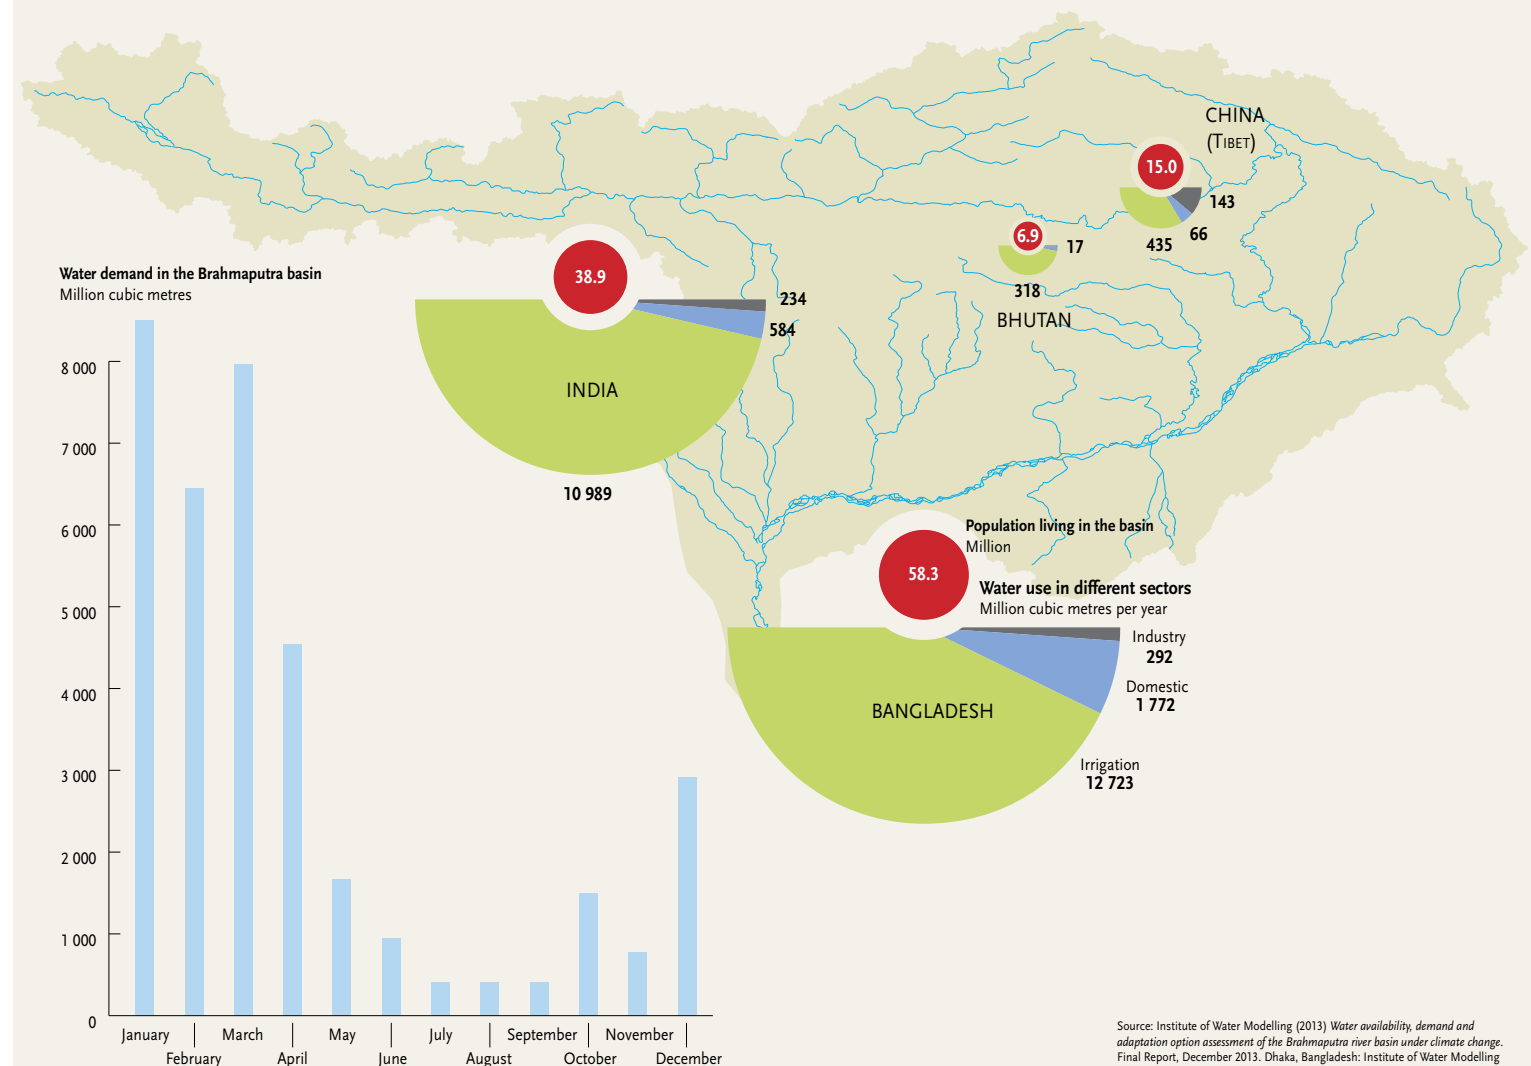 CHINA
(TIBET)
15.0
143
66
435
6.9
17
318
BHUTAN
38.9
234
584
INDIA
10 989
Water demand in the Brahmaputra basin
Million cubic metres
8 000
7 000
6 000
5 000
4 000
3 000
2 000
1 000
0
January
February
March
April
May
June
July
August
September
October
November
December
Population living in the basin
Million
58.3
Water use in different sectors
Million cubic metres per year
Industry
292
Domestic
1 772
BANGLADESH
Irrigation
12 723
Source: Institute of Water Modelling (2013) Water availability, demand and
adaptation option assessment of the Brahmaputra river basin under climate change.
Final Report, December 2013. Dhaka, Bangladesh: Institute of Water Modelling